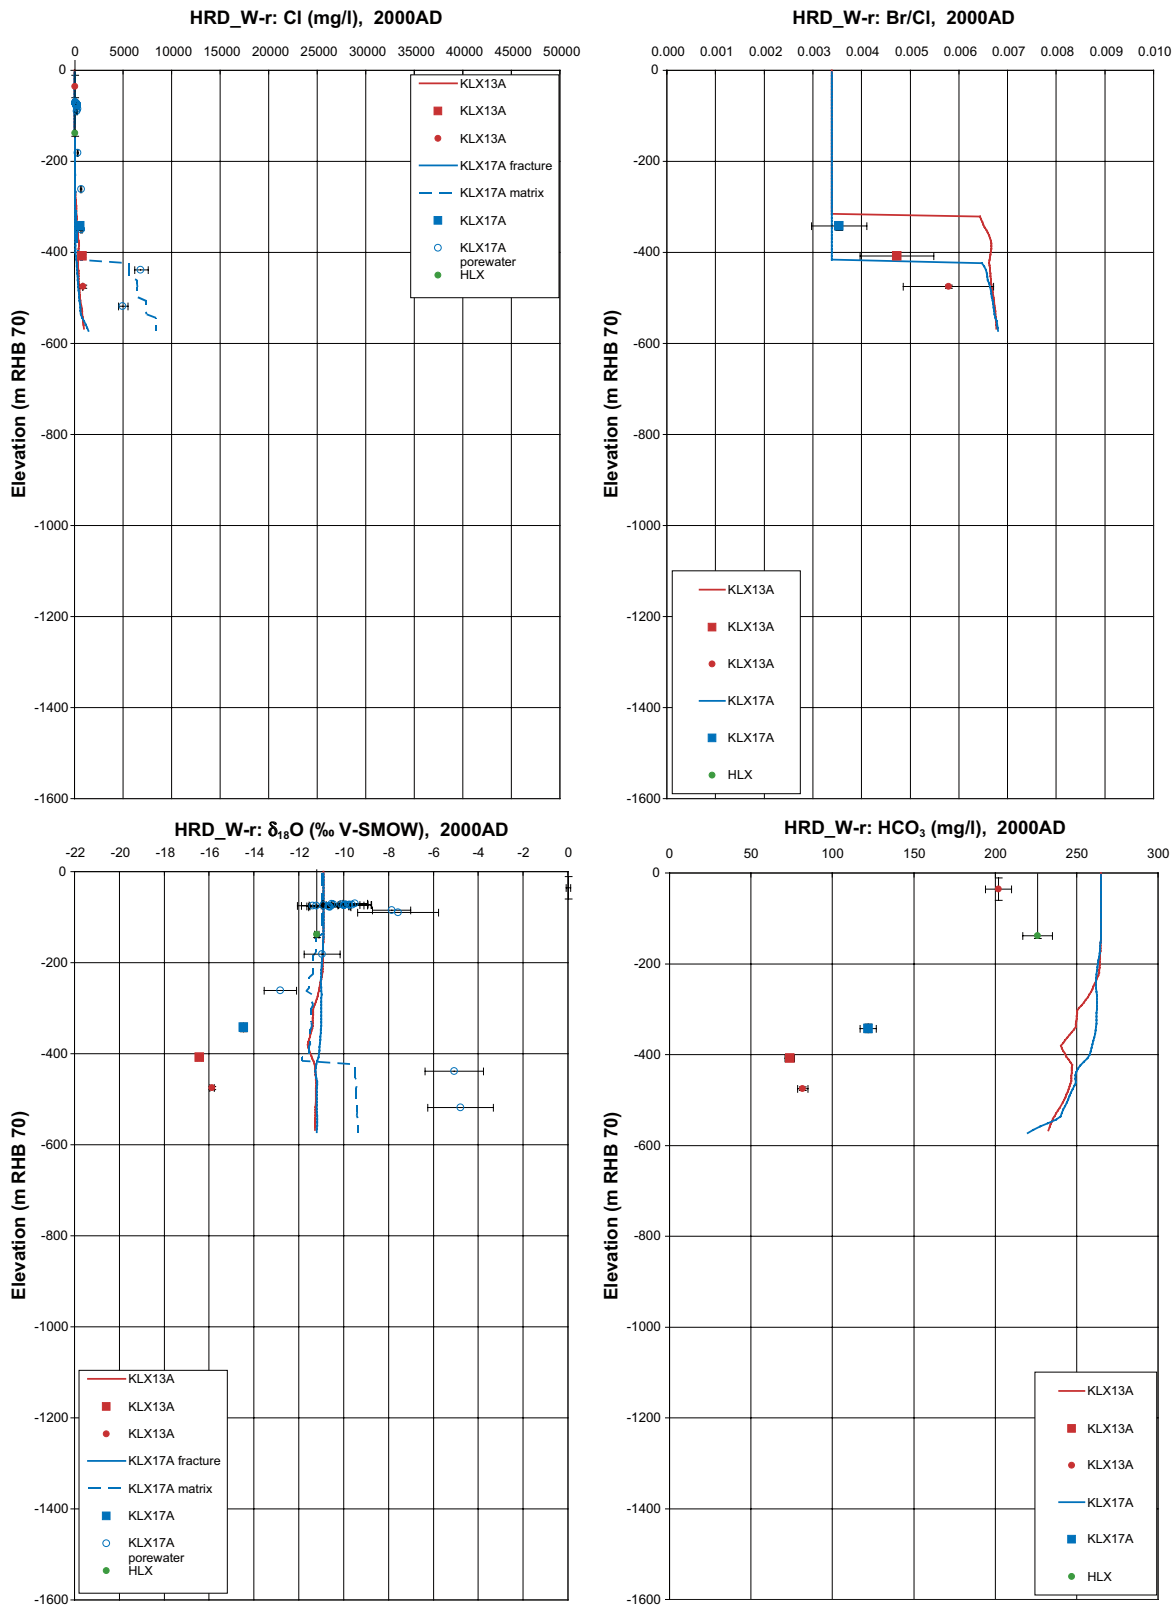 HRD_W-r: Cl (mg/l), 2000AD
0 5000 10000 15000 20000 25000 30000 35000 40000 45000 50000
0
-200
-400
-600
-800
-1000
-1200
-1400
-1600
Elevation (m RHB 70)
KLX13A
KLX13A
KLX13A
KLX17A fracture
KLX17A matrix
KLX17A
KLX17A
porewater
HLX
HRD_W-r: Br/Cl, 2000AD
0.000 0.001 0.002 0.003 0.004 0.005 0.006 0.007 0.008 0.009 0.010
0
-200
-400
-600
-800
-1000
-1200
-1400
-1600
Elevation (m RHB 70)
KLX13A
KLX13A
KLX13A
KLX17A
KLX17A
HLX
HRD_W-r: δ₁₈O (‰ V-SMOW), 2000AD
-22 -20 -18 -16 -14 -12 -10 -8 -6 -4 -2 0
0
-200
-400
-600
-800
-1000
-1200
-1400
-1600
Elevation (m RHB 70)
KLX13A
KLX13A
KLX13A
KLX17A fracture
KLX17A matrix
KLX17A
KLX17A
porewater
HLX
HRD_W-r: HCO₃ (mg/l), 2000AD
0 50 100 150 200 250 300
0
-200
-400
-600
-800
-1000
-1200
-1400
-1600
Elevation (m RHB 70)
KLX13A
KLX13A
KLX13A
KLX17A
KLX17A
HLX